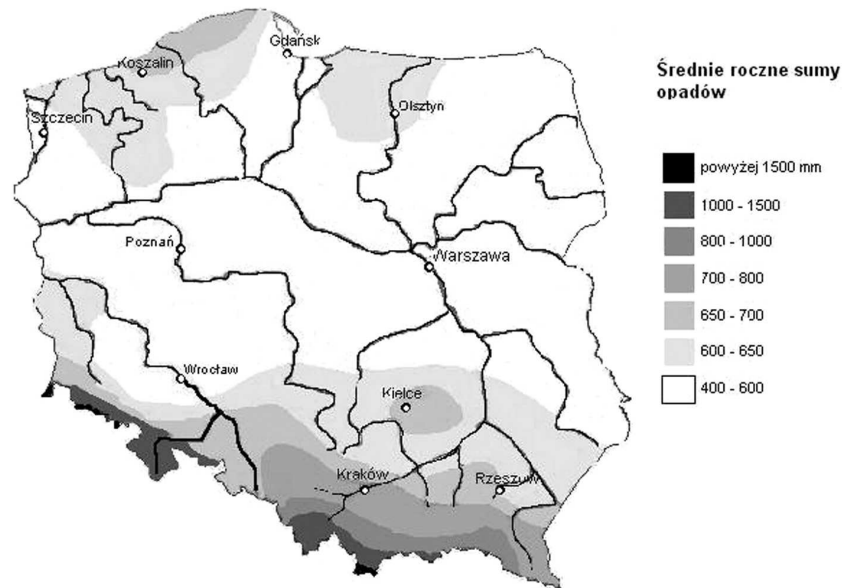 Gdańsk
Koszalin
Olsztyn
Szczecin
Poznań
Warszawa
Wrocław
Kielce
Kraków
Rzeszuw
Średnie roczne sumy
opadów
powyżej 1500 mm
1000 - 1500
800 - 1000
700 - 800
650 - 700
600 - 650
400 - 600